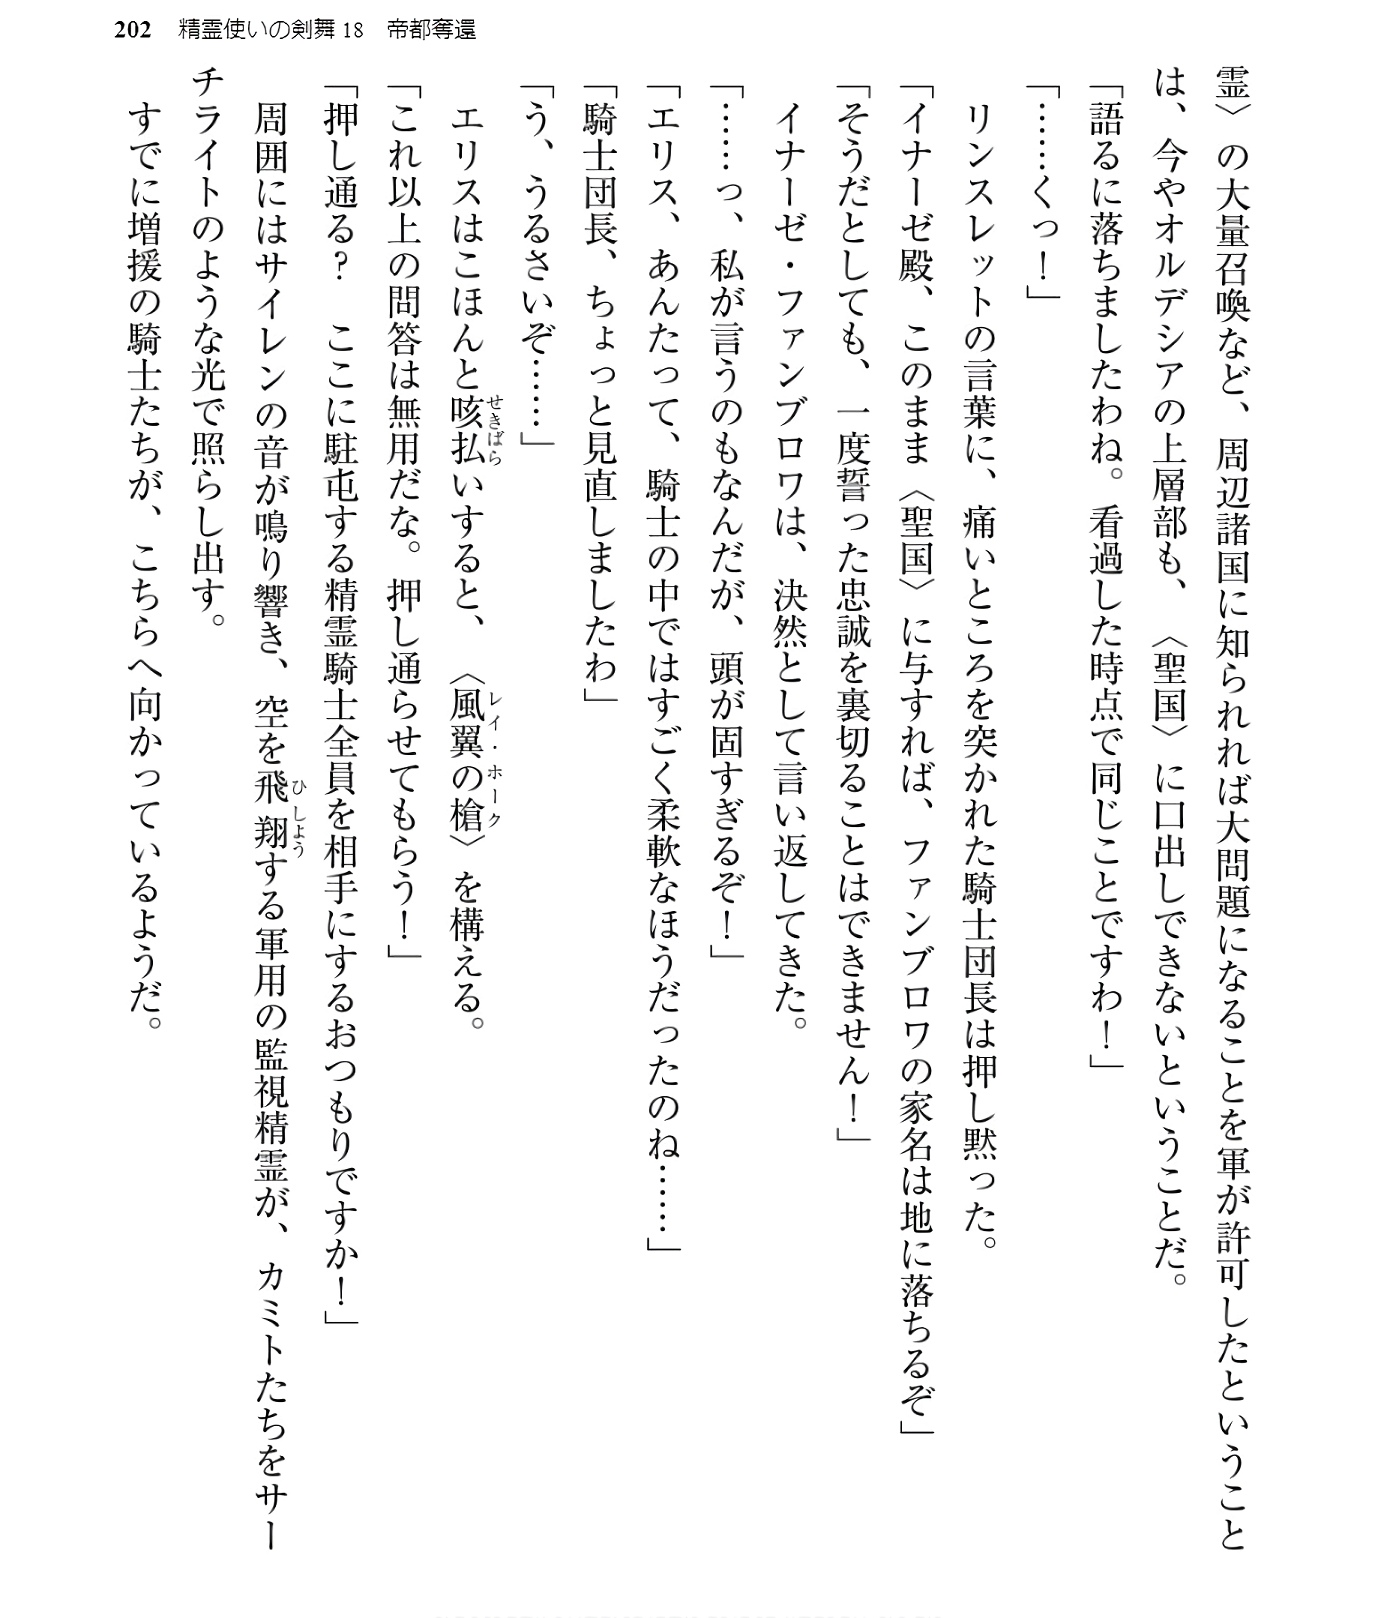 202 精霊使いの剣舞18 帝都奪還
霊〉の大量召喚など、周辺諸国に知られれば大問題になることを軍が許可したということ
は、今やオルデシアの上層部も、〈聖国〉に口出しできないということだ。
「語るに落ちましたわね。看過した時点で同じことですわ！」
「……くっ！」
リンスレットの言葉に、痛いところを突かれた騎士団長は押し黙った。
「イナーゼ殿、このまま〈聖国〉に与すれば、ファンブロワの家名は地に落ちるぞ」
「そうだとしても、一度誓った忠誠を裏切ることはできません！」
イナーゼ・ファンブロワは、決然として言い返してきた。
「……っ、私が言うのもなんだが、頭が固すぎるぞ！」
「エリス、あんたって、騎士の中ではすごく柔軟なほうだったのね……」
「騎士団長、ちょっと見直しましたわ」
「う、うるさいぞ……」
エリスはこほんと咳払いすると、〈風翼の槍〉を構える。
せきばら
レイ・ホーク
「これ以上の問答は無用だな。押し通らせてもらう！」
「押し通る？　ここに駐屯する精霊騎士全員を相手にするおつもりですか！」
周囲にはサイレンの音が鳴り響き、空を飛翔する軍用の監視精霊が、カミトたちをサー
ひしよう
チライトのような光で照らし出す。
すでに増援の騎士たちが、こちらへ向かっているようだ。